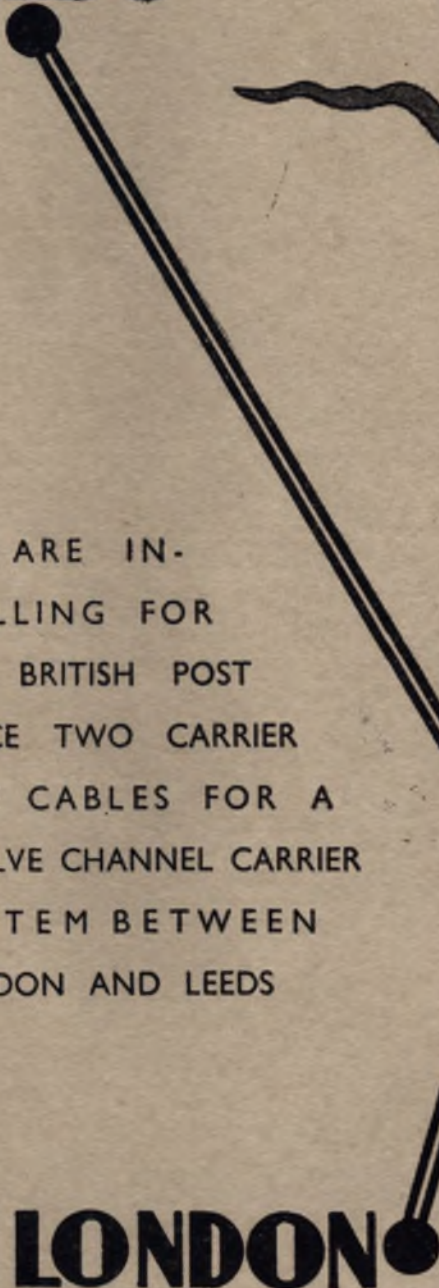 ARE IN-
LLING FOR
BRITISH POST
CE TWO CARRIER
CABLES FOR A
LVE CHANNEL CARRIER
TEM BETWEEN
DON AND LEEDS
LONDON